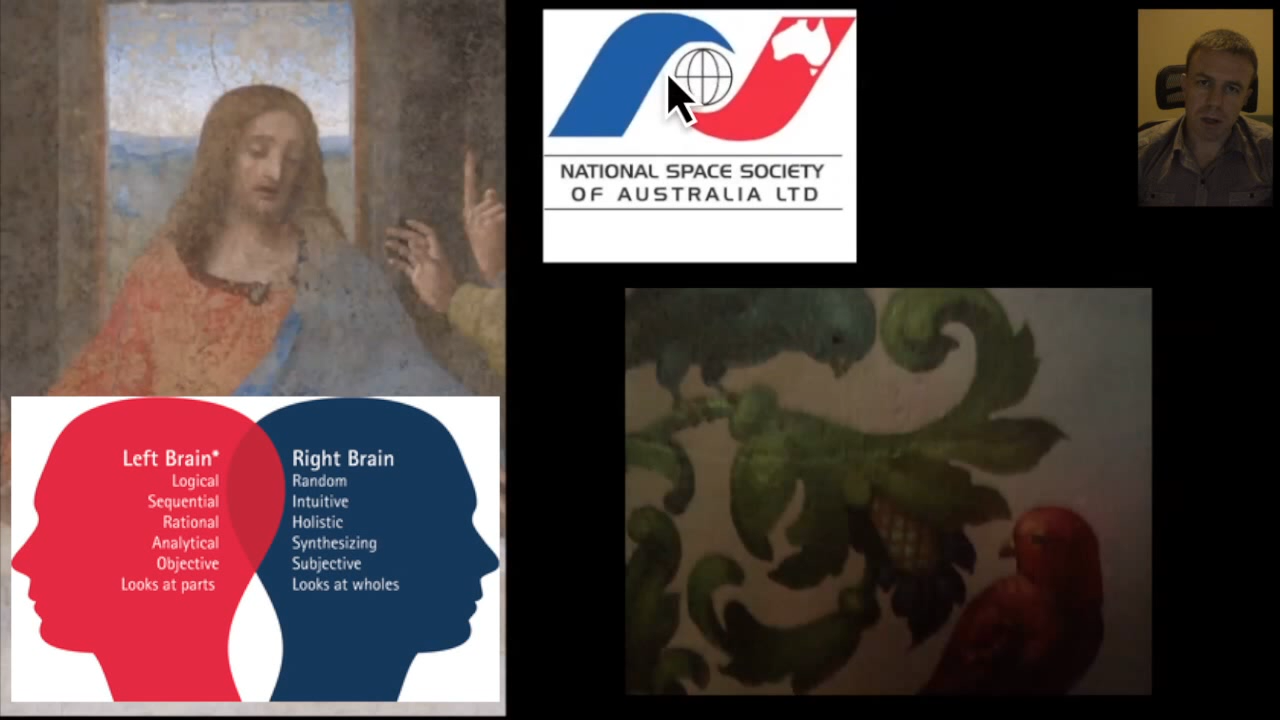 NATIONAL SPACE SOCIETY
OF AUSTRALIA LTD
Left Brain*
Logical
Sequential
Rational
Analytical
Objective
Looks at parts
Right Brain
Random
Intuitive
Holistic
Synthesizing
Subjective
Looks at wholes